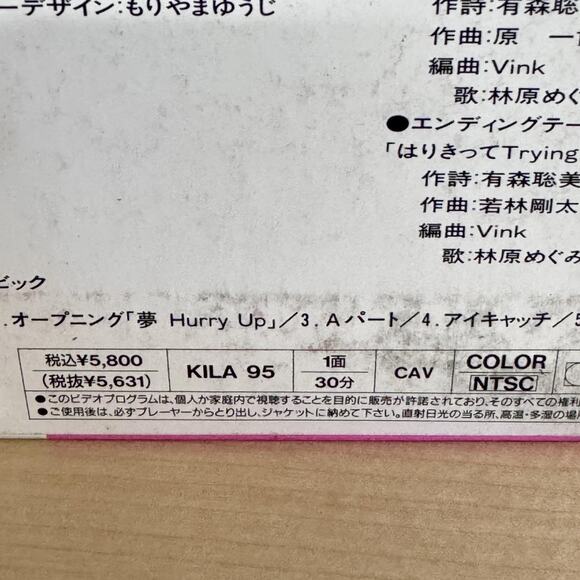 ーデザイン:もりやまゆうじ
作詩:有森聡
作曲:原 一
編曲:Vink
歌:林原めぐ
●エンディングテー
「はりきってTrying
作詩:有森聡美
作曲:若林剛太
編曲:Vink
歌:林原めぐみ
ビック
.オープニング「夢 Hurry Up」/3.Aパート/4.アイキャッチ/5
税込¥5,800
(税抜¥5,631)
KILA 95
1面
30分
CAV
COLOR
NTSC
●このビデオプログラムは、個人か家庭内で視聴することを目的に販売が許諾されており、そのすべての権利
●ご使用後は、必ずプレーヤーからとり出し、ジャケットに納めて下さい。直射日光の当る所、高温・多湿の場